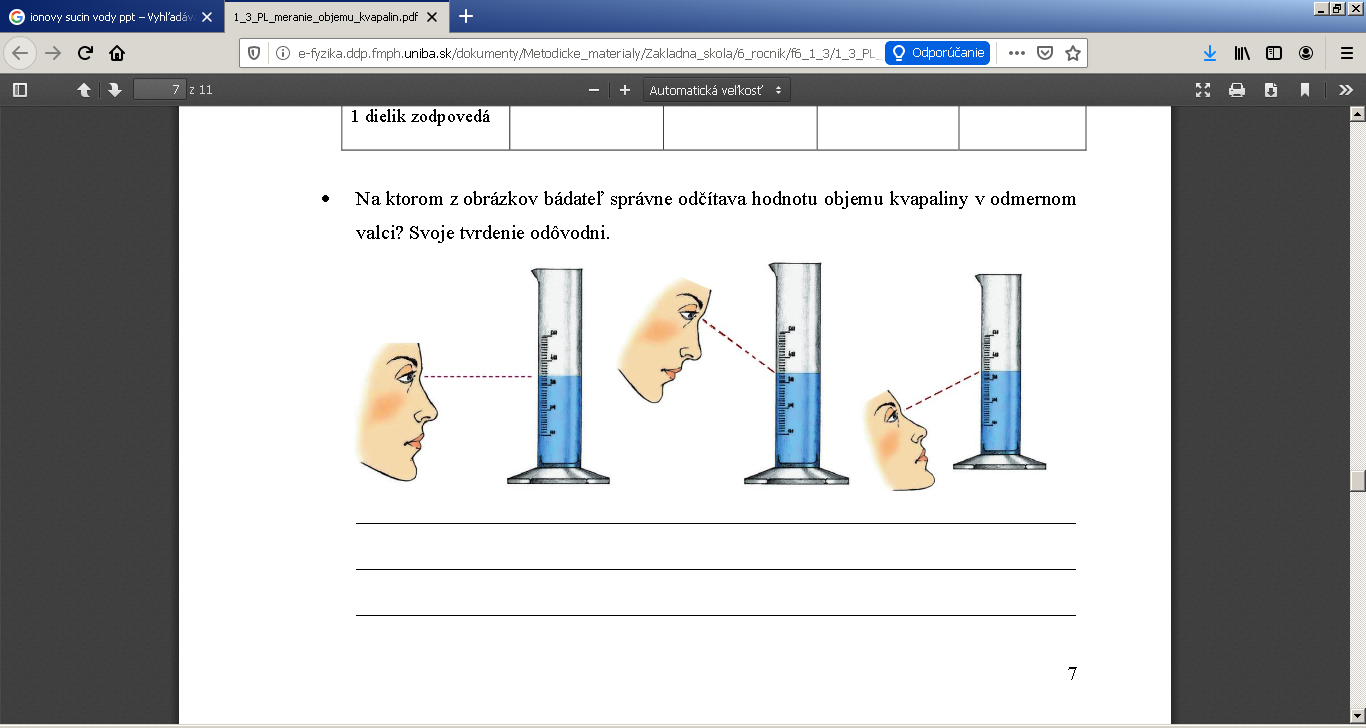 ionovy sucin vody ppt – Vyhľadáv
1_3_PL_meranie_objemu_kvapalin.pdf
e-fyzika.ddp.fmph.uniba.sk/dokumenty/Metodicke_materialy/Zakladna_skola/6_rocnik/f6_1_3/1_3_PL_
Odporúčanie
7 z 11
Automatická veľkosť
1 dielik zodpovedá
• Na ktorom z obrázkov bádateľ správne odčítava hodnotu objemu kvapaliny v odmernom
valci? Svoje tvrdenie odôvodni.
7